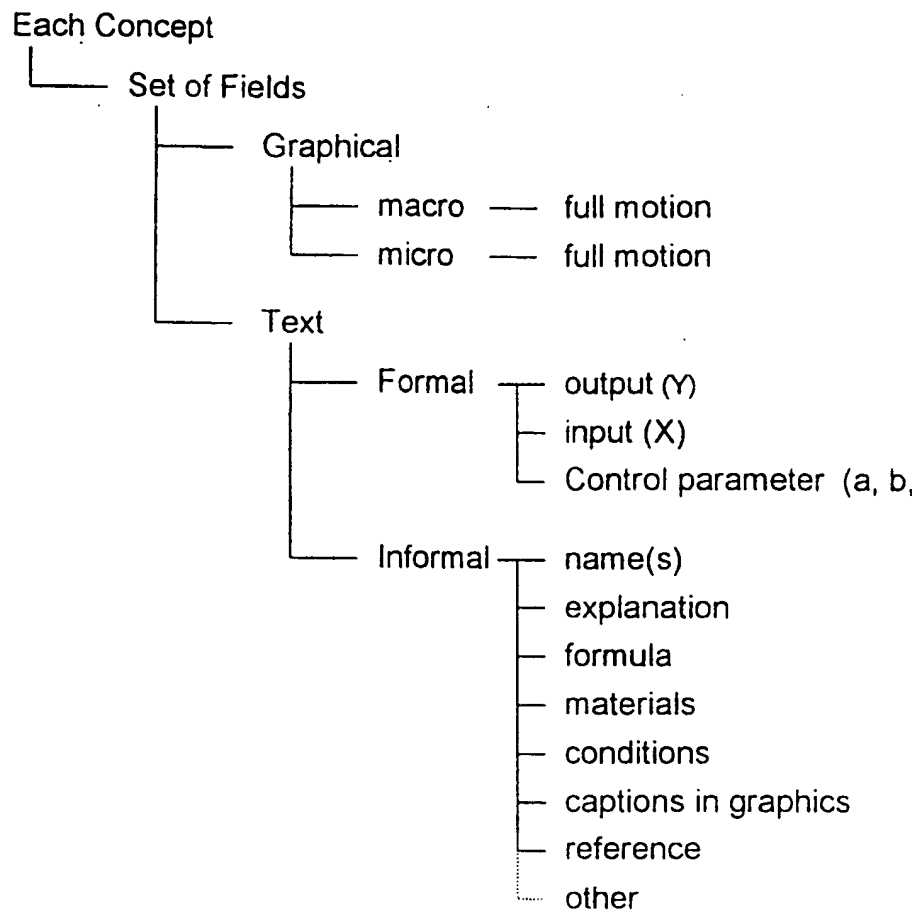 Each Concept
Set of Fields
Graphical
macro — full motion
micro — full motion
Text
Formal
output (Y)
input (X)
Control parameter (a, b,
Informal
name(s)
explanation
formula
materials
conditions
captions in graphics
reference
other